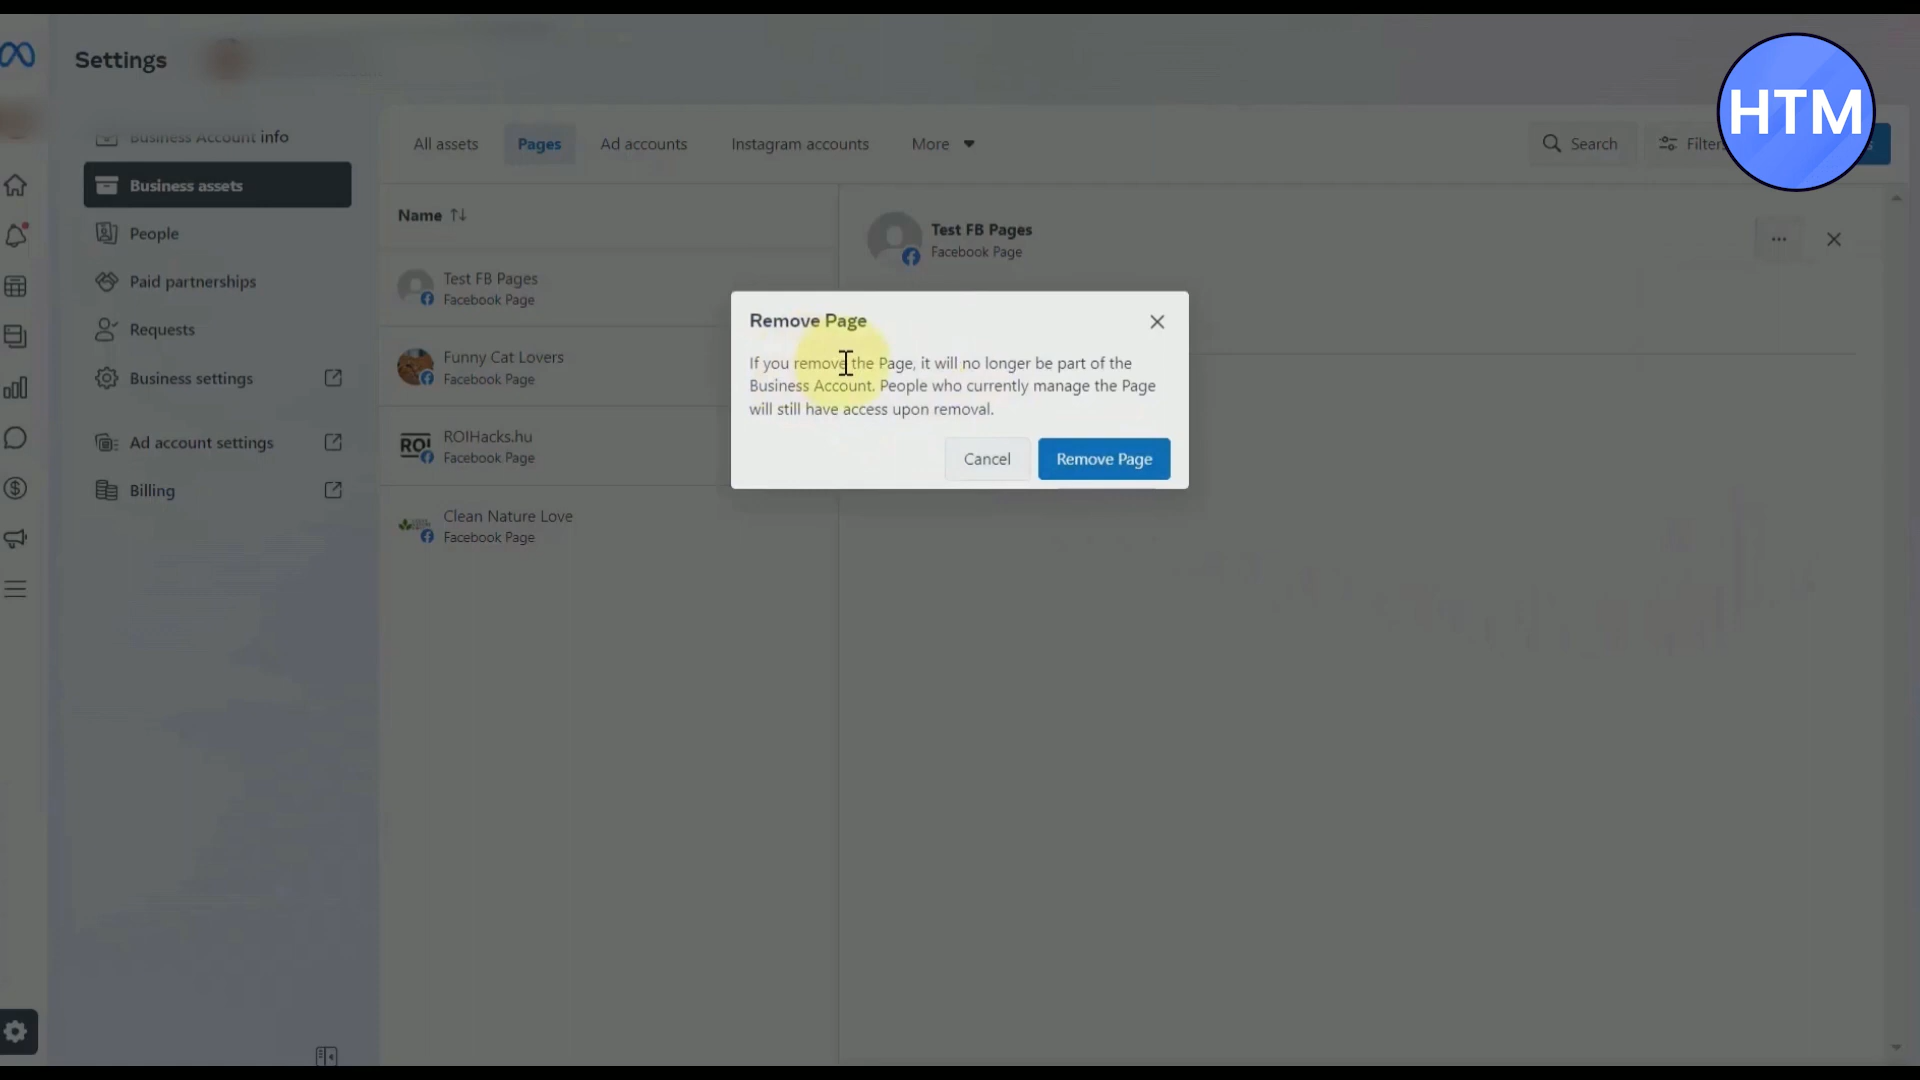 Settings
HTM
Business Account info
Business assets
People
Paid partnerships
Requests
Business settings
Ad account settings
Billing
All assets
Pages
Ad accounts
Instagram accounts
More
Search
Filters
Name
Test FB Pages
Facebook Page
Funny Cat Lovers
Facebook Page
ROI
ROIHacks.hu
Facebook Page
Clean Nature Love
Facebook Page
Test FB Pages
Facebook Page
Remove Page
If you remove the Page, it will no longer be part of the
Business Account. People who currently manage the Page
will still have access upon removal.
Cancel
Remove Page